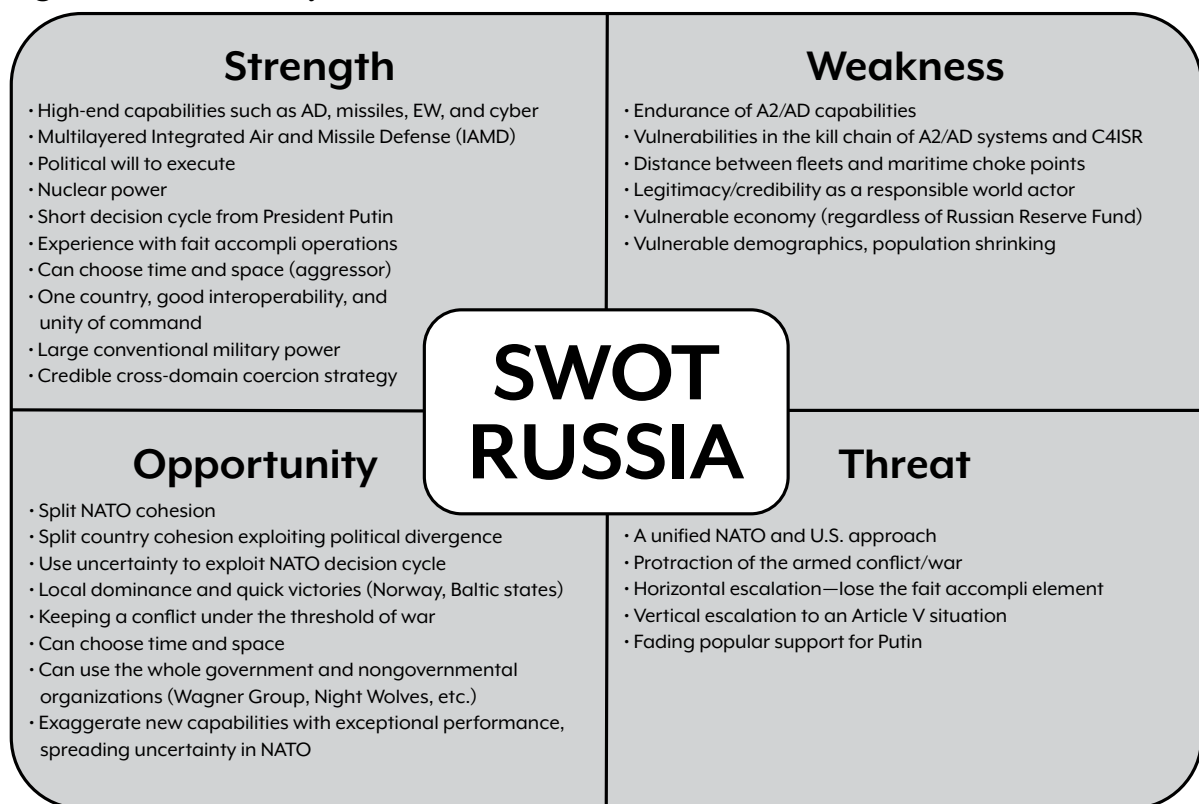 Strength
· High-end capabilities such as AD, missiles, EW, and cyber
· Multilayered Integrated Air and Missile Defense (IAMD)
· Political will to execute
· Nuclear power
· Short decision cycle from President Putin
· Experience with fait accompli operations
· Can choose time and space (aggressor)
· One country, good interoperability, and
unity of command
· Large conventional military power
· Credible cross-domain coercion strategy
Weakness
· Endurance of A2/AD capabilities
· Vulnerabilities in the kill chain of A2/AD systems and C4ISR
· Distance between fleets and maritime choke points
· Legitimacy/credibility as a responsible world actor
· Vulnerable economy (regardless of Russian Reserve Fund)
· Vulnerable demographics, population shrinking
SWOT
RUSSIA
Opportunity
· Split NATO cohesion
· Split country cohesion exploiting political divergence
· Use uncertainty to exploit NATO decision cycle
· Local dominance and quick victories (Norway, Baltic states)
· Keeping a conflict under the threshold of war
· Can choose time and space
· Can use the whole government and nongovernmental
organizations (Wagner Group, Night Wolves, etc.)
· Exaggerate new capabilities with exceptional performance,
spreading uncertainty in NATO
Threat
· A unified NATO and U.S. approach
· Protraction of the armed conflict/war
· Horizontal escalation—lose the fait accompli element
· Vertical escalation to an Article V situation
· Fading popular support for Putin